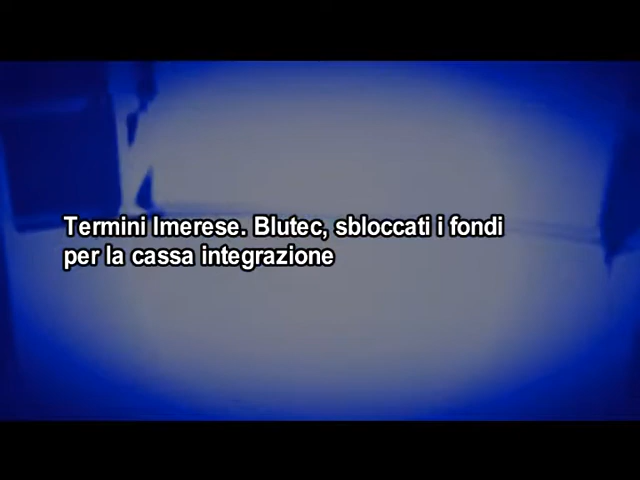 Termini Imerese. Blutec, sbloccati i fondi
per la cassa integrazione